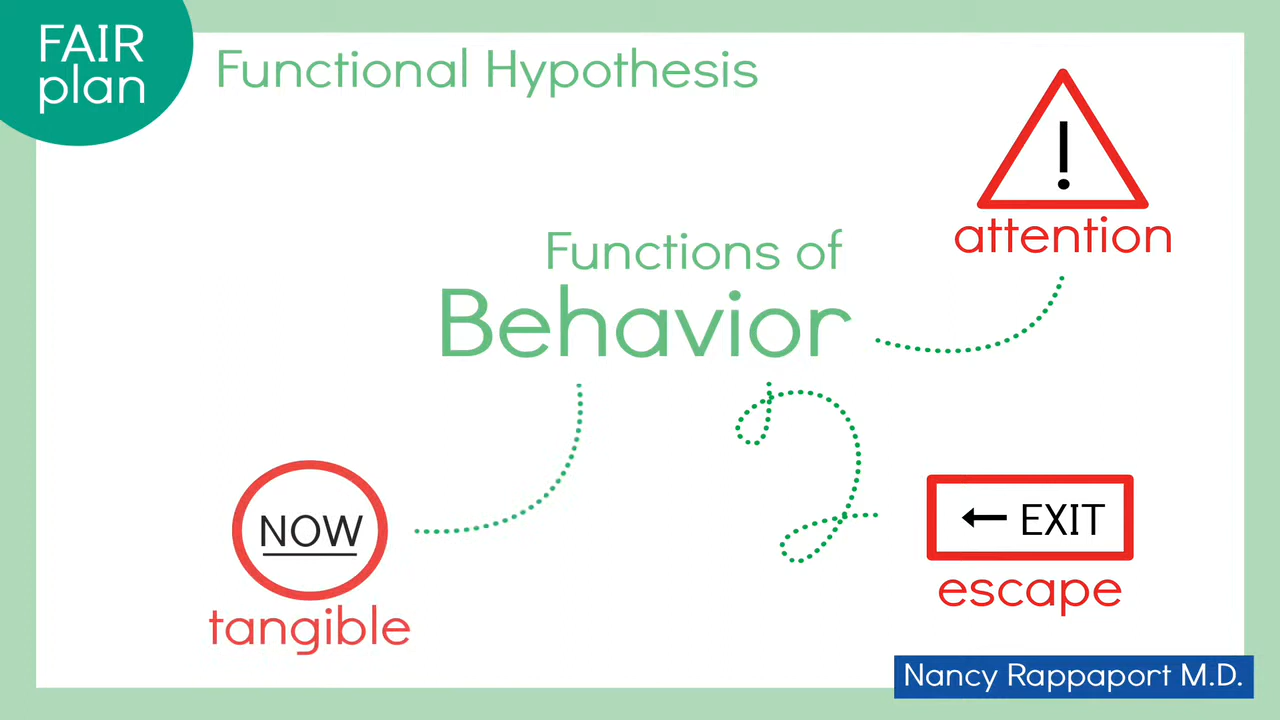 FAIR
plan
Functional Hypothesis
!
attention
Functions of
Behavior
NOW
tangible
← EXIT
escape
Nancy Rappaport M.D.